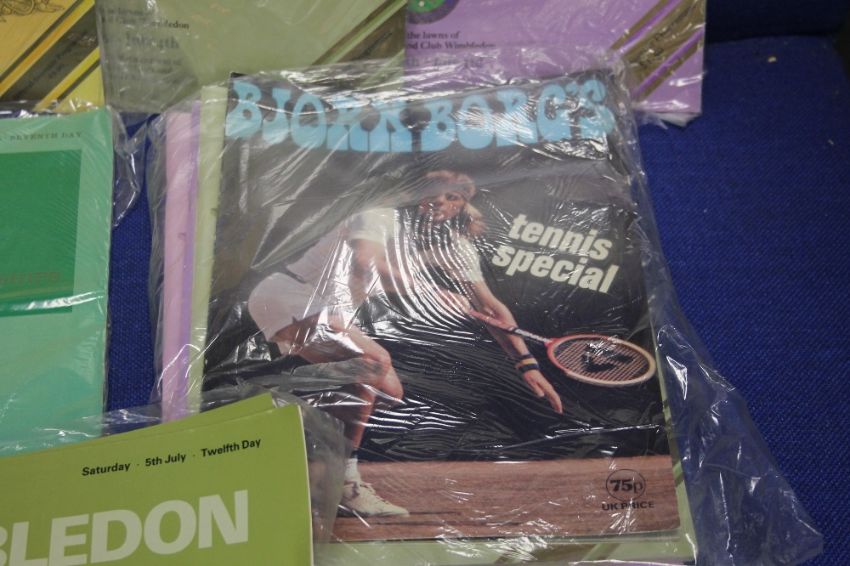 the lawns of
BJORN BORG'S
SEVENTH DAY
tennis
special
Saturday · 5th July · Twelfth Day
BLEDON
75p
UK PRICE